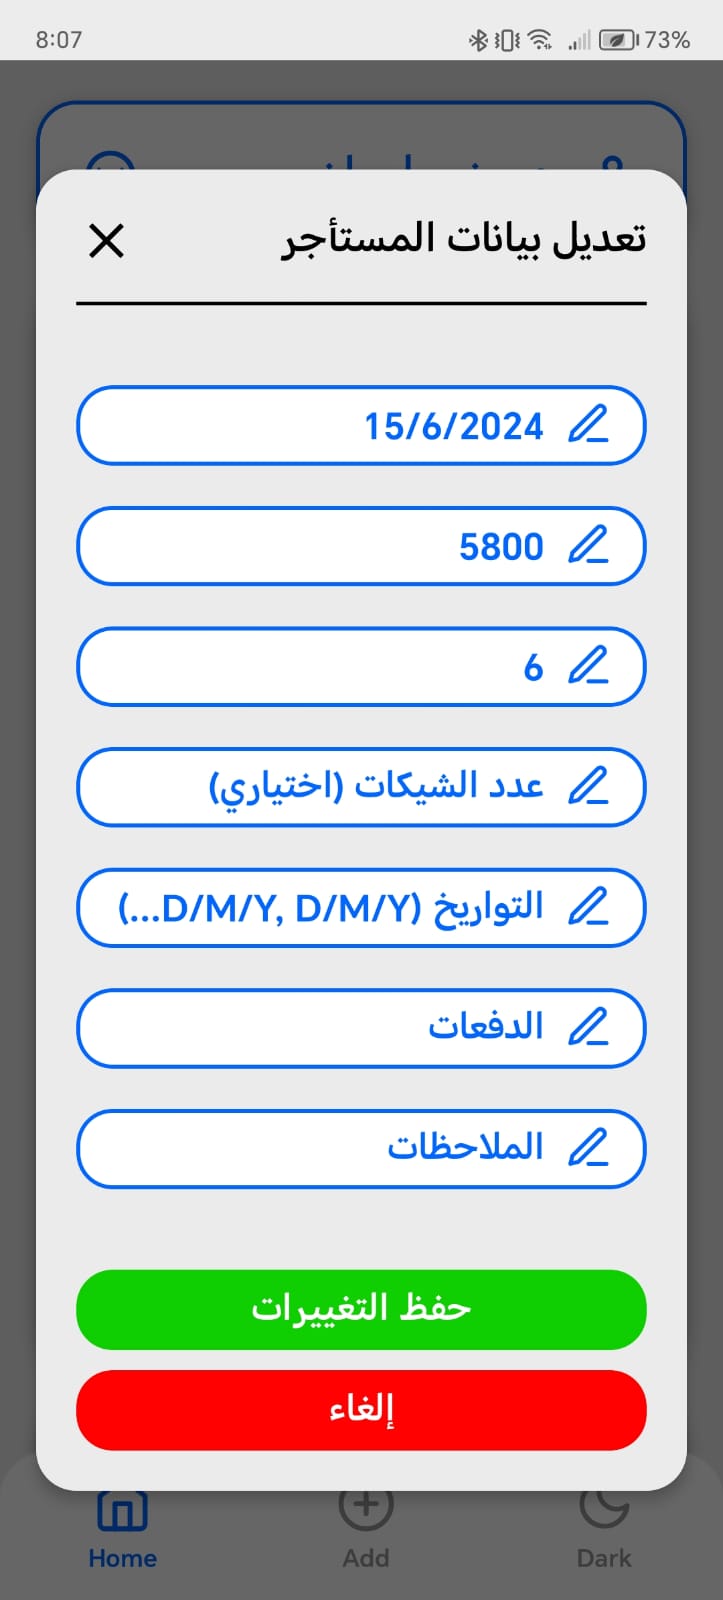 8:07
73%
تعديل بيانات المستأجر
15/6/2024
5800
6
عدد الشيكات (اختياري)
التواريخ (D/M/Y, D/M/Y...)
الدفعات
الملاحظات
حفظ التغييرات
إلغاء
Home
Add
Dark